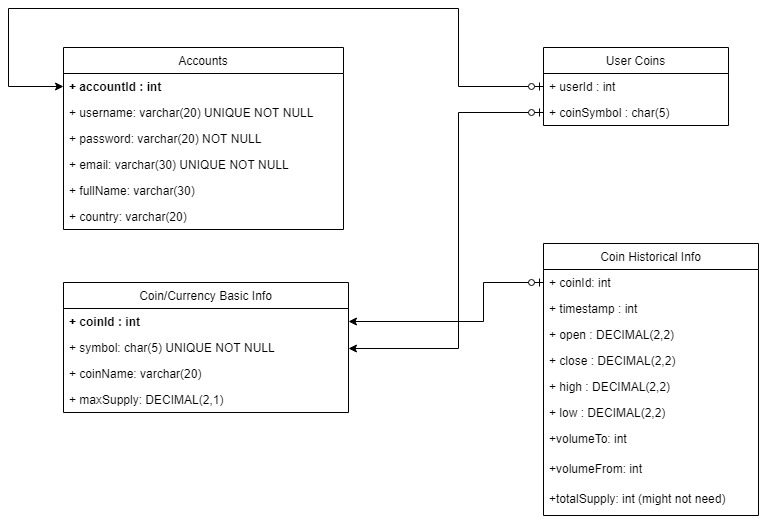 Accounts
+ accountId : int
+ username: varchar(20) UNIQUE NOT NULL
+ password: varchar(20) NOT NULL
+ email: varchar(30) UNIQUE NOT NULL
+ fullName: varchar(30)
+ country: varchar(20)
User Coins
+ userId : int
+ coinSymbol : char(5)
Coin/Currency Basic Info
+ coinId : int
+ symbol: char(5) UNIQUE NOT NULL
+ coinName: varchar(20)
+ maxSupply: DECIMAL(2,1)
Coin Historical Info
+ coinId: int
+ timestamp : int
+ open : DECIMAL(2,2)
+ close : DECIMAL(2,2)
+ high : DECIMAL(2,2)
+ low : DECIMAL(2,2)
+volumeTo: int
+volumeFrom: int
+totalSupply: int (might not need)